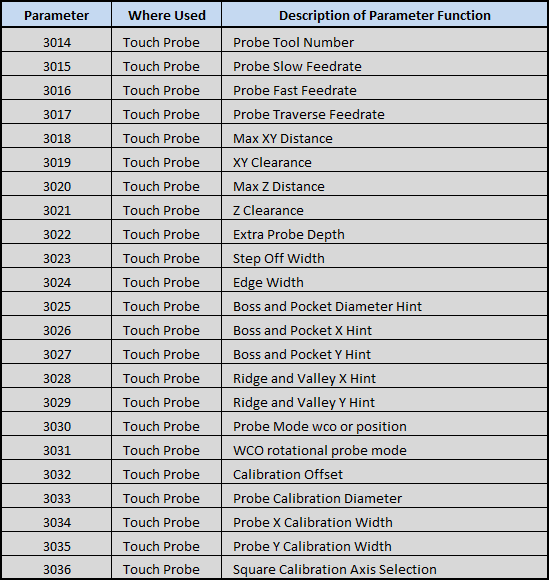 Parameter Where Used Description of Parameter Function
3014 Touch Probe Probe Tool Number
3015 Touch Probe Probe Slow Feedrate
3016 Touch Probe Probe Fast Feedrate
3017 Touch Probe Probe Traverse Feedrate
3018 Touch Probe Max XY Distance
3019 Touch Probe XY Clearance
3020 Touch Probe Max Z Distance
3021 Touch Probe Z Clearance
3022 Touch Probe Extra Probe Depth
3023 Touch Probe Step Off Width
3024 Touch Probe Edge Width
3025 Touch Probe Boss and Pocket Diameter Hint
3026 Touch Probe Boss and Pocket X Hint
3027 Touch Probe Boss and Pocket Y Hint
3028 Touch Probe Ridge and Valley X Hint
3029 Touch Probe Ridge and Valley Y Hint
3030 Touch Probe Probe Mode wco or position
3031 Touch Probe WCO rotational probe mode
3032 Touch Probe Calibration Offset
3033 Touch Probe Probe Calibration Diameter
3034 Touch Probe Probe X Calibration Width
3035 Touch Probe Probe Y Calibration Width
3036 Touch Probe Square Calibration Axis Selection